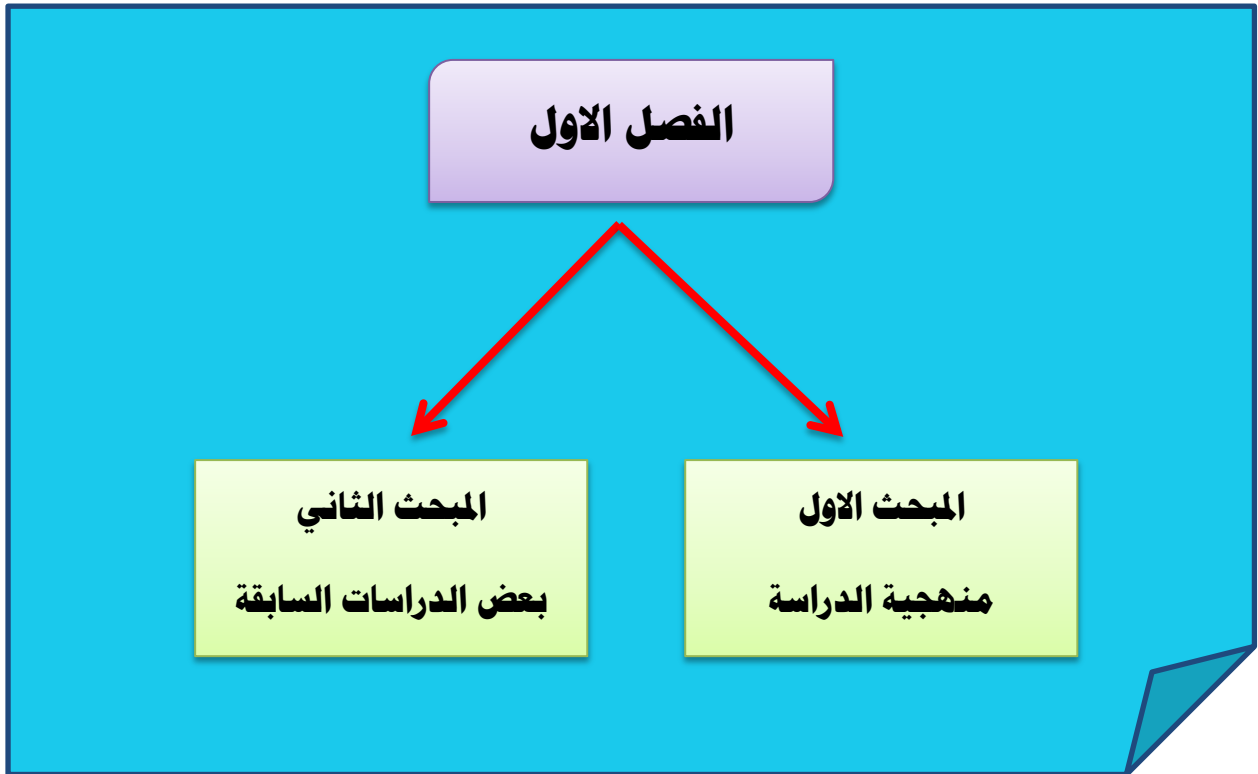 الفصل الاول
المبحث الاول
منهجية الدراسة
المبحث الثاني
بعض الدراسات السابقة